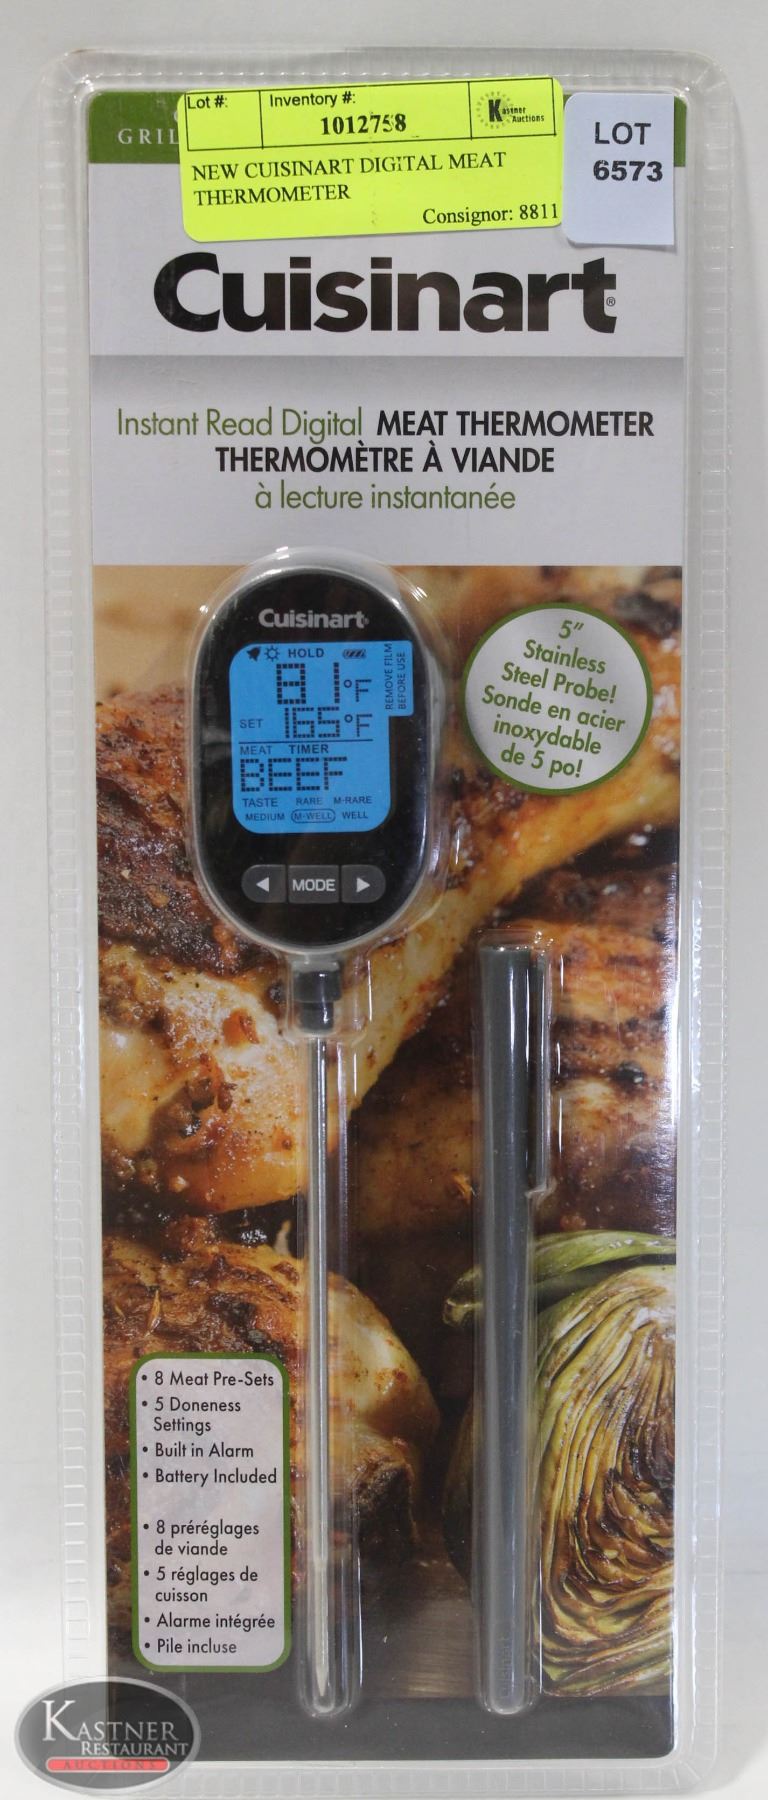 Lot #:
Inventory #:
1012758
Kastner
Auctions
NEW CUISINART DIGITAL MEAT
THERMOMETER
Consignor: 8811
LOT
6573
GRIL
Cuisinart®
Instant Read Digital MEAT THERMOMETER
THERMOMÈTRE À VIANDE
à lecture instantanée
Cuisinart
HOLD
81°F
SET 165°F
MEAT TIMER
BEEF
TASTE RARE M-RARE
MEDIUM M-WELL WELL
REMOVE FILM
BEFORE USE
MODE
5"
Stainless
Steel Probe!
Sonde en acier
inoxydable
de 5 po!
• 8 Meat Pre-Sets
• 5 Doneness
Settings
• Built in Alarm
• Battery Included
• 8 préréglages
de viande
• 5 réglages de
cuisson
• Alarme intégrée
• Pile incluse
KASTNER
RESTAURANT
AUCTIONS